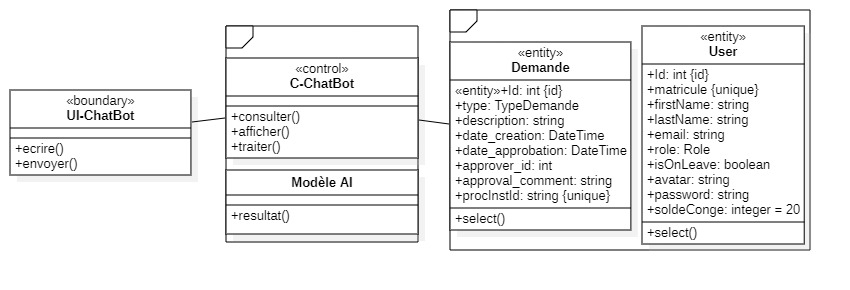 «boundary»
UI-ChatBot
+ecrire()
+envoyer()
«control»
C-ChatBot
+consulter()
+afficher()
+traiter()
Modèle AI
+resultat()
«entity»
Demande
«entity»+Id: int {id}
+type: TypeDemande
+description: string
+date_creation: DateTime
+date_approbation: DateTime
+approver_id: int
+approval_comment: string
+procInstId: string {unique}
+select()
«entity»
User
+Id: int {id}
+matricule {unique}
+firstName: string
+lastName: string
+email: string
+role: Role
+isOnLeave: boolean
+avatar: string
+password: string
+soldeConge: integer = 20
+select()